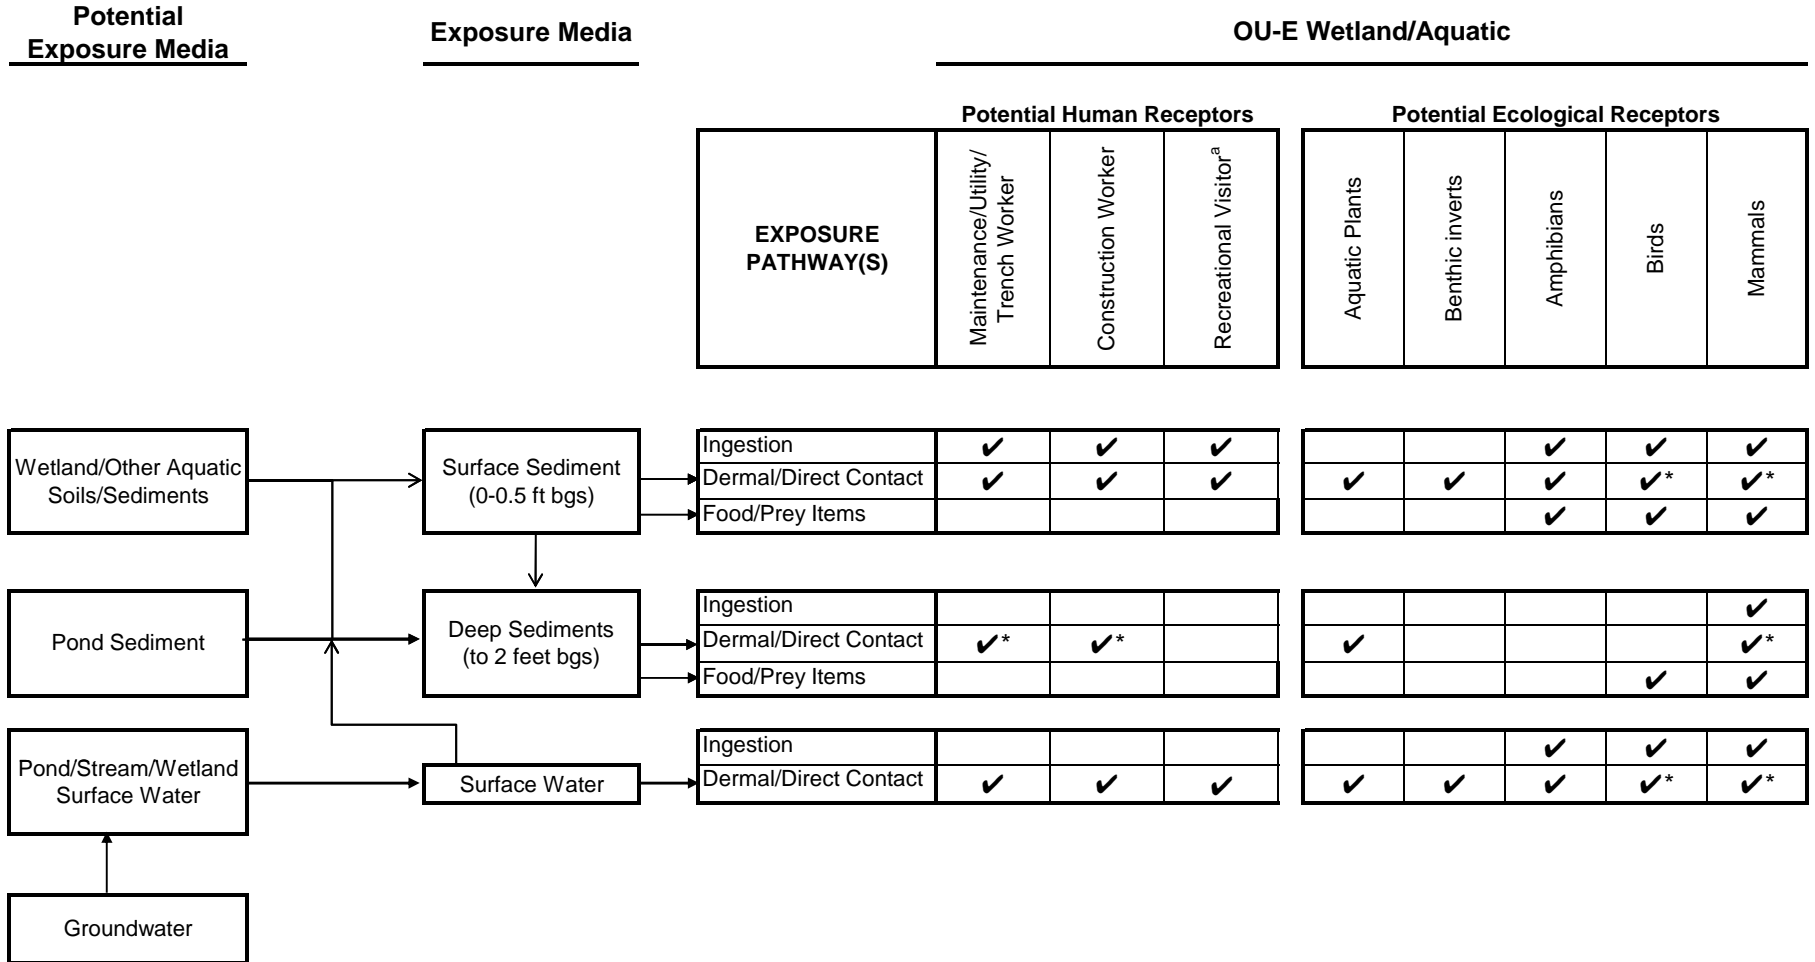 Potential
Exposure Media
Exposure Media
OU-E Wetland/Aquatic
Potential Human Receptors
Potential Ecological Receptors
EXPOSURE
PATHWAY(S)
Maintenance/Utility/
Trench Worker
Construction Worker
Recreational Visitorᵃ
Aquatic Plants
Benthic inverts
Amphibians
Birds
Mammals
Wetland/Other Aquatic
Soils/Sediments
Surface Sediment
(0-0.5 ft bgs)
Ingestion ✔ ✔ ✔ ✔ ✔ ✔
Dermal/Direct Contact ✔ ✔ ✔ ✔ ✔ ✔ ✔* ✔*
Food/Prey Items ✔ ✔ ✔
Pond Sediment
Deep Sediments
(to 2 feet bgs)
Ingestion ✔
Dermal/Direct Contact ✔* ✔* ✔ ✔*
Food/Prey Items ✔ ✔
Pond/Stream/Wetland
Surface Water
Surface Water
Ingestion ✔ ✔ ✔
Dermal/Direct Contact ✔ ✔ ✔ ✔ ✔ ✔ ✔* ✔*
Groundwater